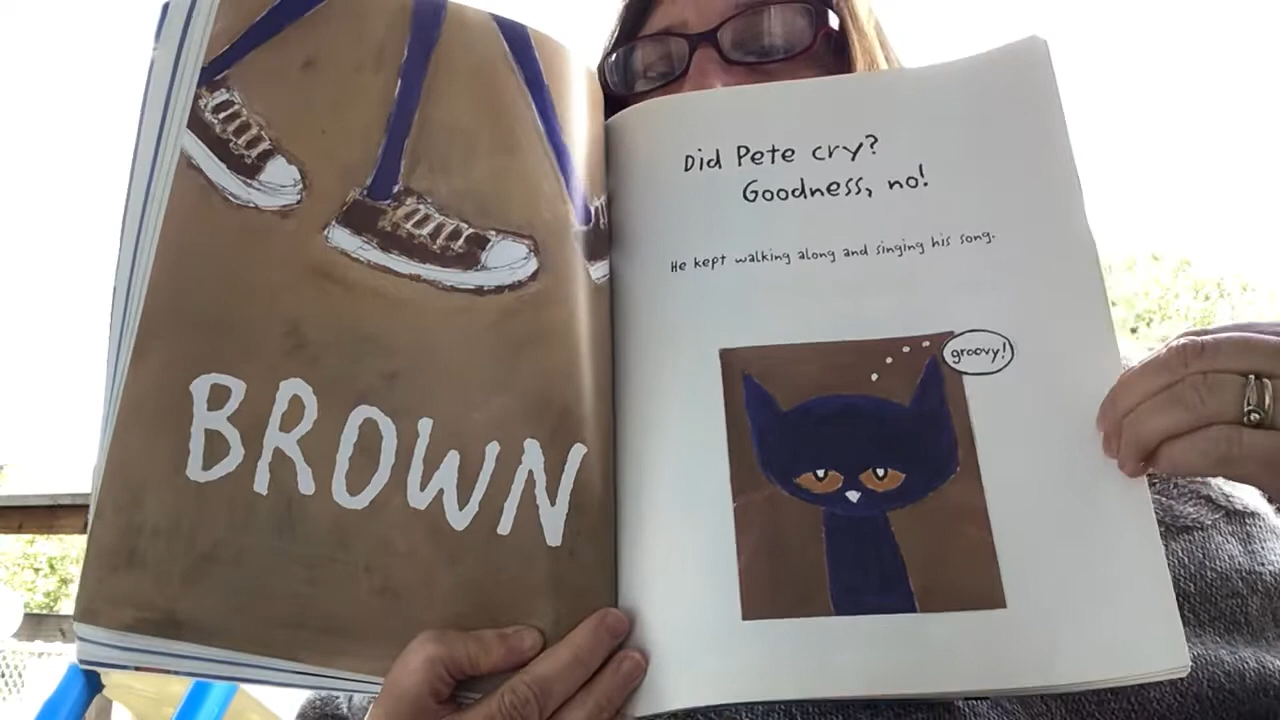 BROWN
Did Pete cry?
Goodness, no!
He kept walking along and singing his song.
groovy!